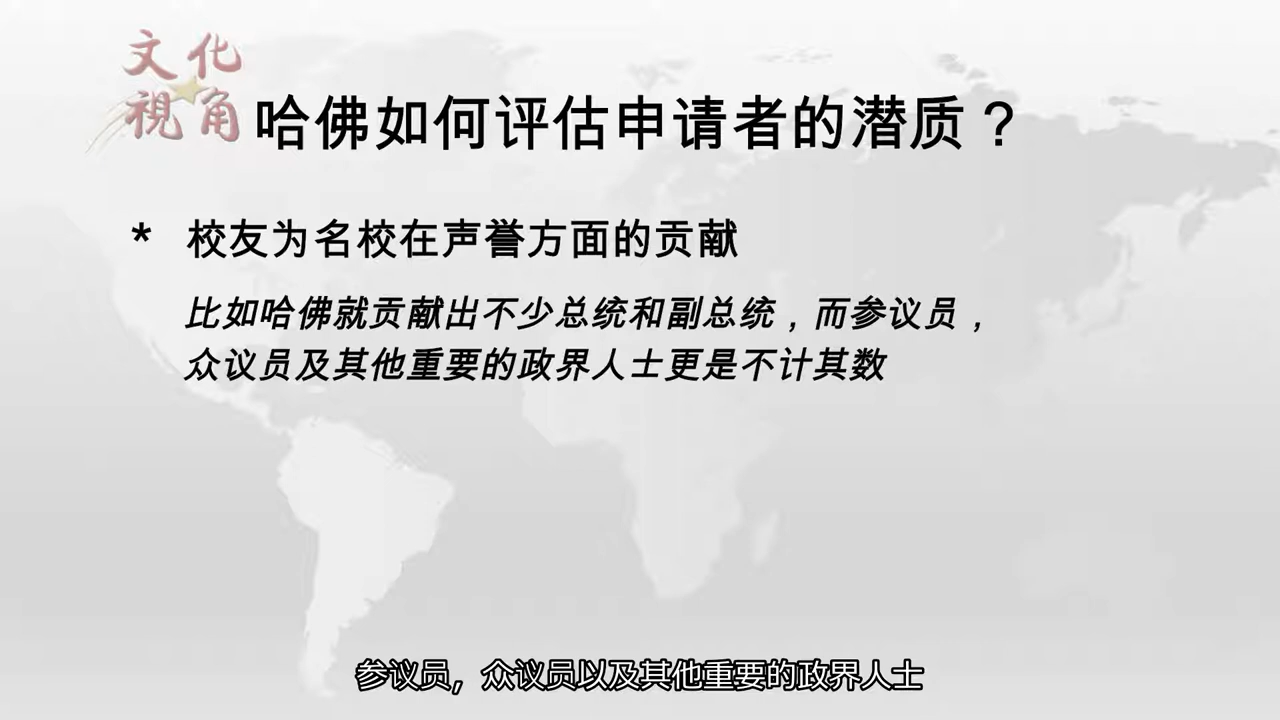 文化
視角
哈佛如何评估申请者的潜质？
* 校友为名校在声誉方面的贡献
比如哈佛就贡献出不少总统和副总统，而参议员，
众议员及其他重要的政界人士更是不计其数
参议员，众议员以及其他重要的政界人士